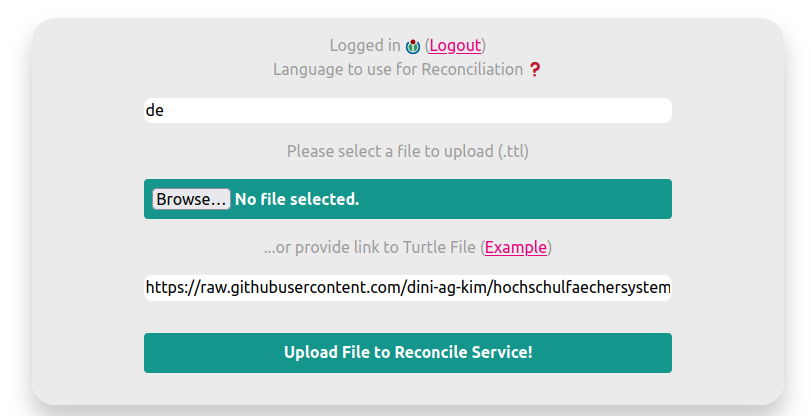 Logged in (Logout)
Language to use for Reconciliation ❓
de
Please select a file to upload (.ttl)
Browse... No file selected.
...or provide link to Turtle File (Example)
https://raw.githubusercontent.com/dini-ag-kim/hochschulfaechersystem
Upload File to Reconcile Service!